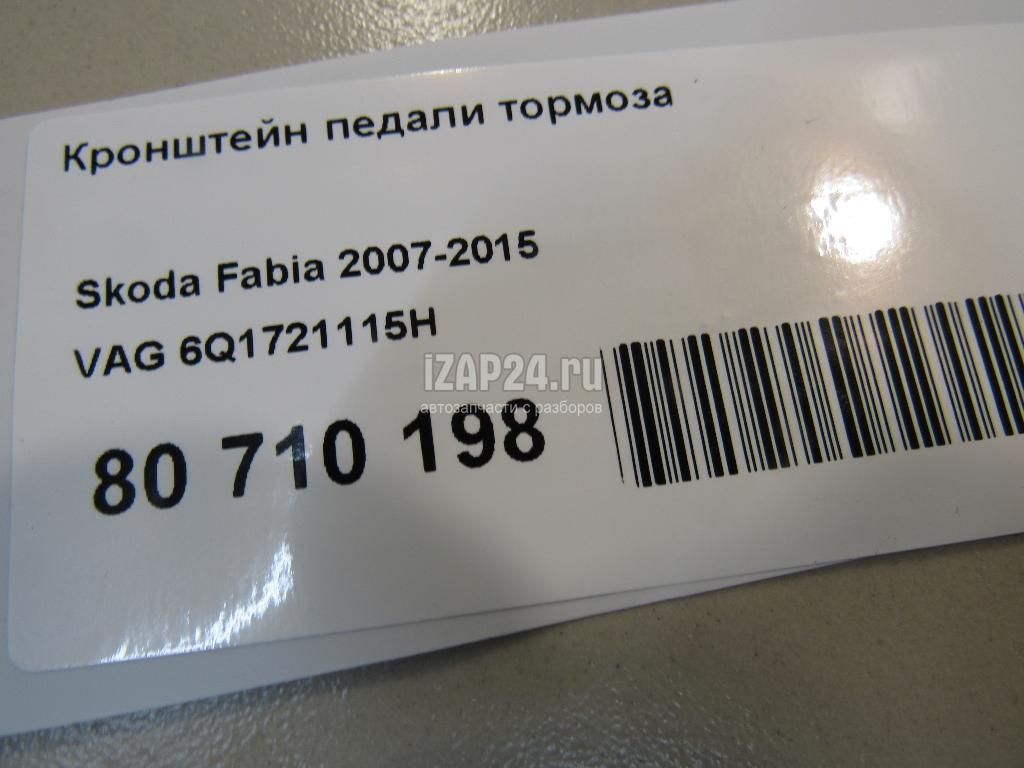 Кронштейн педали тормоза
Skoda Fabia 2007-2015
VAG 6Q1721115H
80 710 198
iZAP24.ru
автозапчасти с разборов